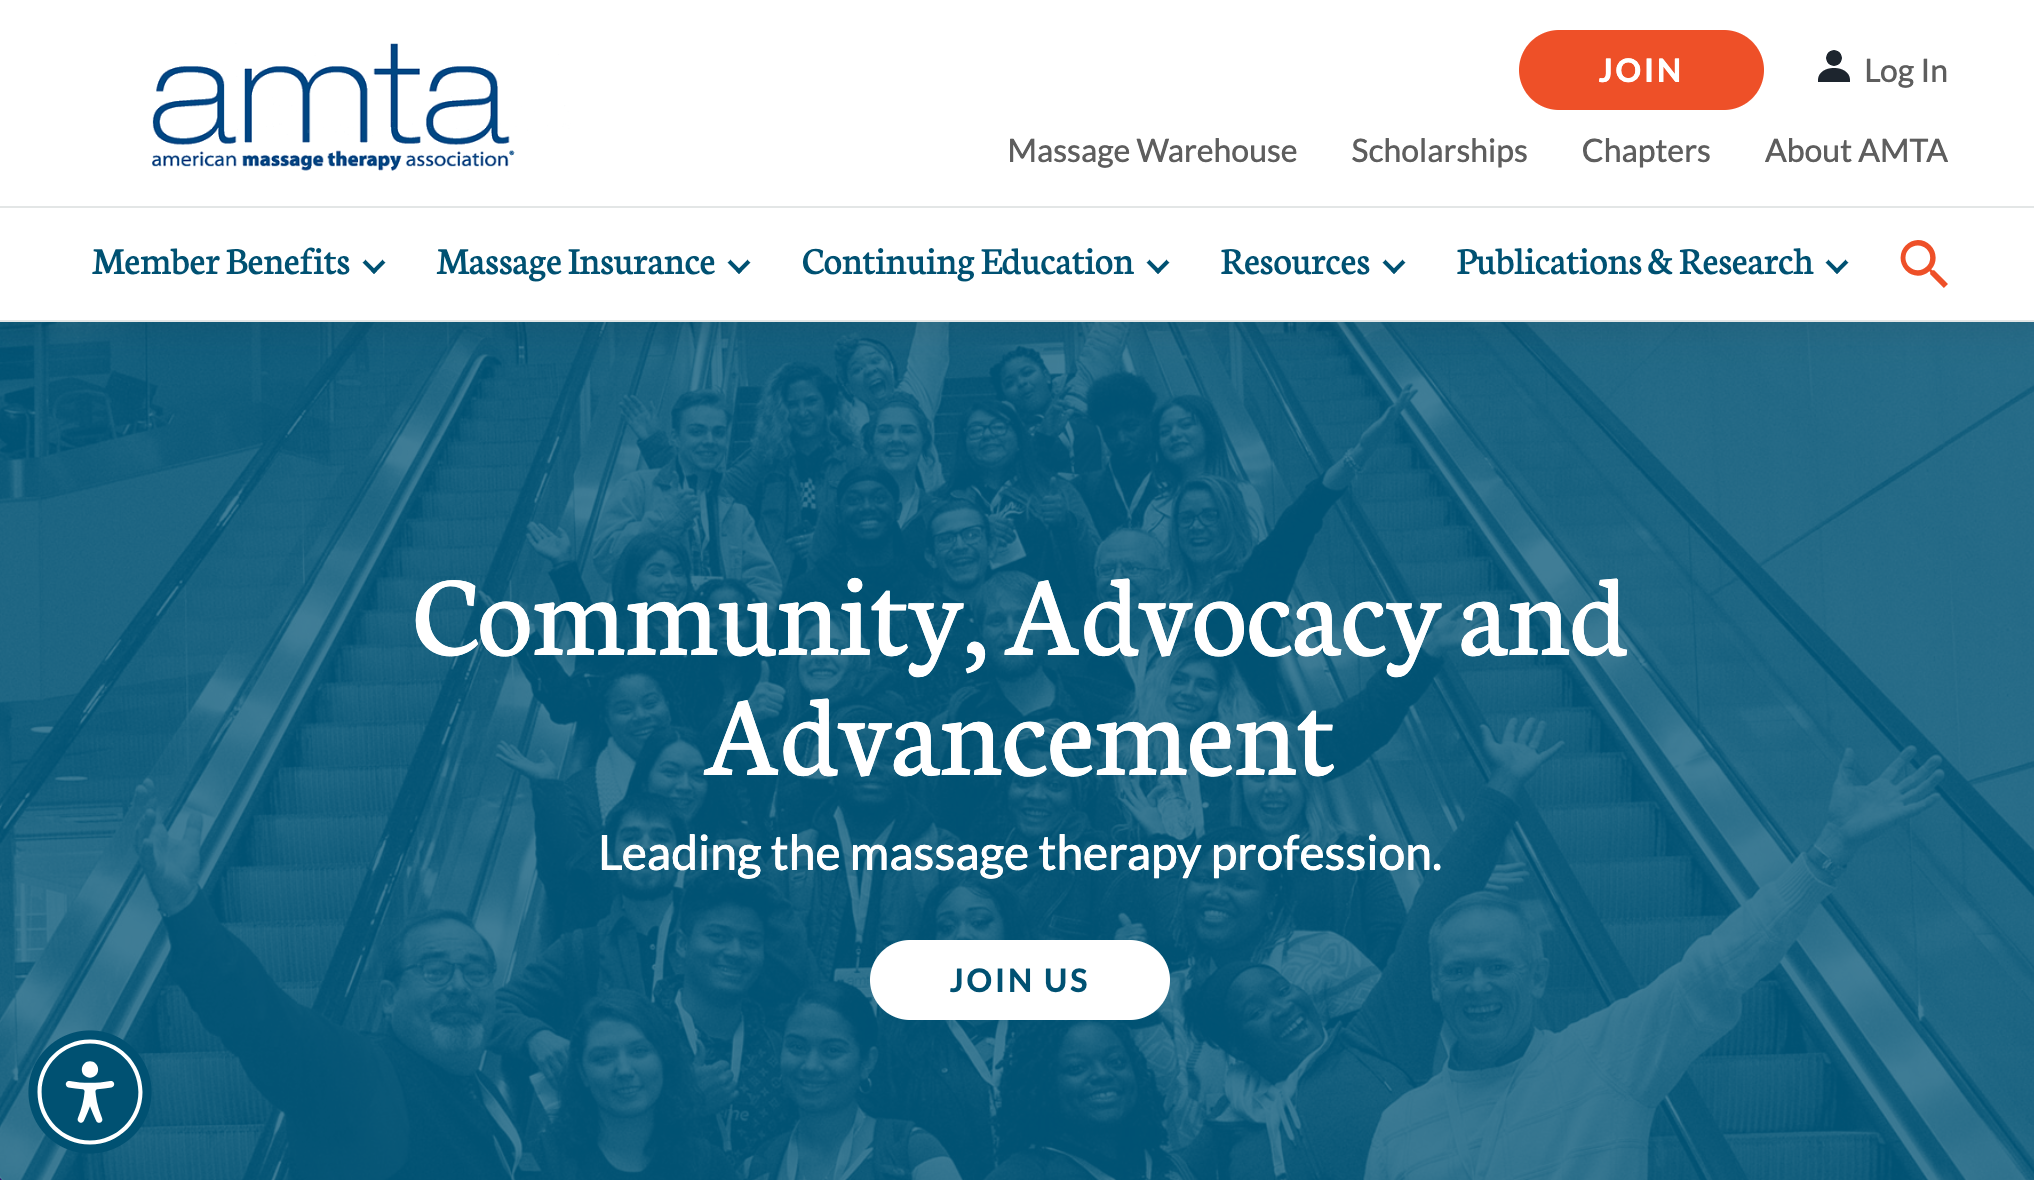 amta
american massage therapy association®
JOIN
Log In
Massage Warehouse
Scholarships
Chapters
About AMTA
Member Benefits
Massage Insurance
Continuing Education
Resources
Publications & Research
Community, Advocacy and
Advancement
Leading the massage therapy profession.
JOIN US
the